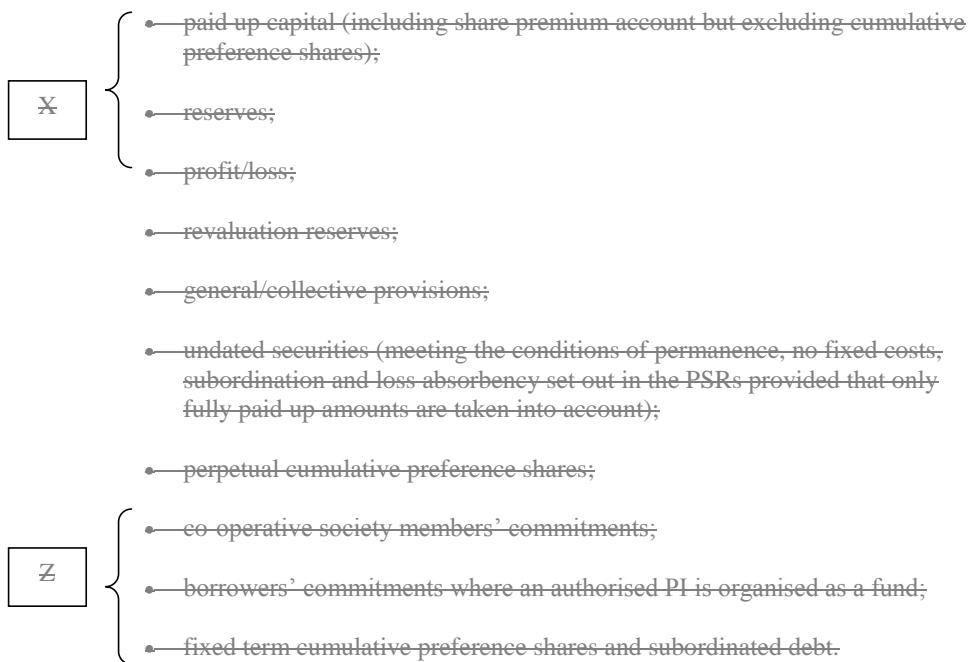 • paid up capital (including share premium account but excluding cumulative
preference shares);
X
• reserves;
• profit/loss;
• revaluation reserves;
• general/collective provisions;
• undated securities (meeting the conditions of permanence, no fixed costs,
subordination and loss absorbency set out in the PSRs provided that only
fully paid up amounts are taken into account);
• perpetual cumulative preference shares;
• co-operative society members’ commitments;
Z
• borrowers’ commitments where an authorised PI is organised as a fund;
• fixed term cumulative preference shares and subordinated debt.